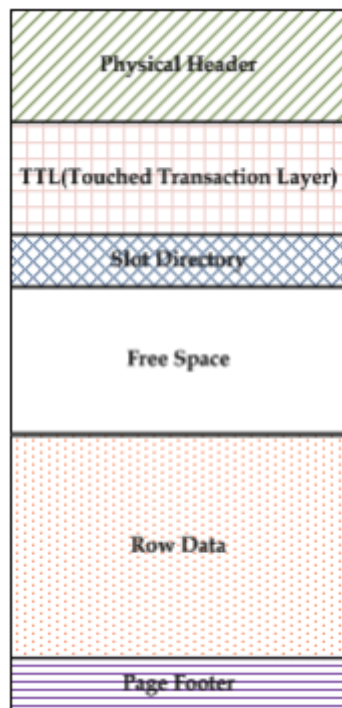 Physical Header
TTL(Touched Transaction Layer)
Slot Directory
Free Space
Row Data
Page Footer